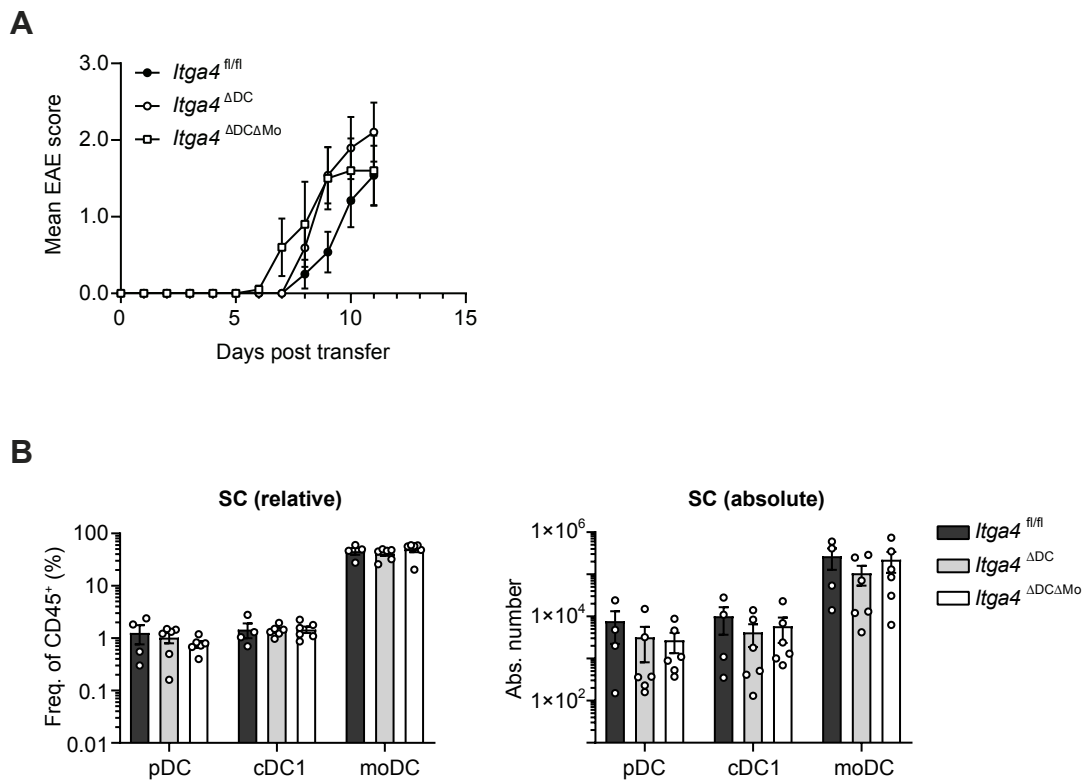 A
3.0
2.0
1.0
0.0
Mean EAE score
Itga4 fl/fl
Itga4 ΔDC
Itga4 ΔDCΔMo
0 5 10 15
Days post transfer
B
SC (relative)
100
10
1
0.1
0.01
Freq. of CD45+ (%)
pDC cDC1 moDC
SC (absolute)
1×10⁶
1×10⁴
1×10²
Abs. number
pDC cDC1 moDC
Itga4 fl/fl
Itga4 ΔDC
Itga4 ΔDCΔMo